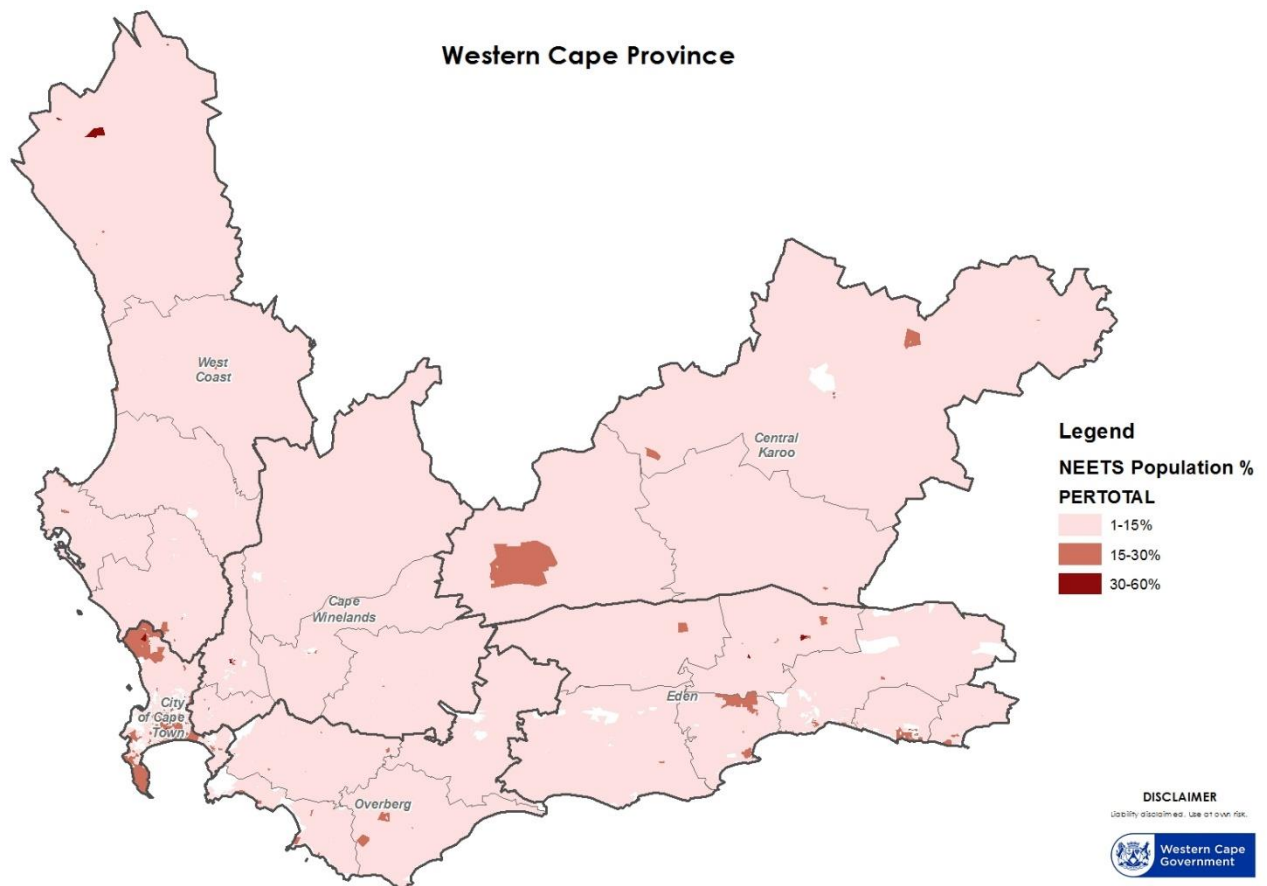 Western Cape Province
West
Coast
Central
Karoo
Legend
NEETS Population %
PERTOTAL
1-15%
15-30%
30-60%
Cape
Winelands
Eden
City
of Cape
Town
Overberg
DISCLAIMER
Liability disclaimed. Use at own risk.
Western Cape
Government